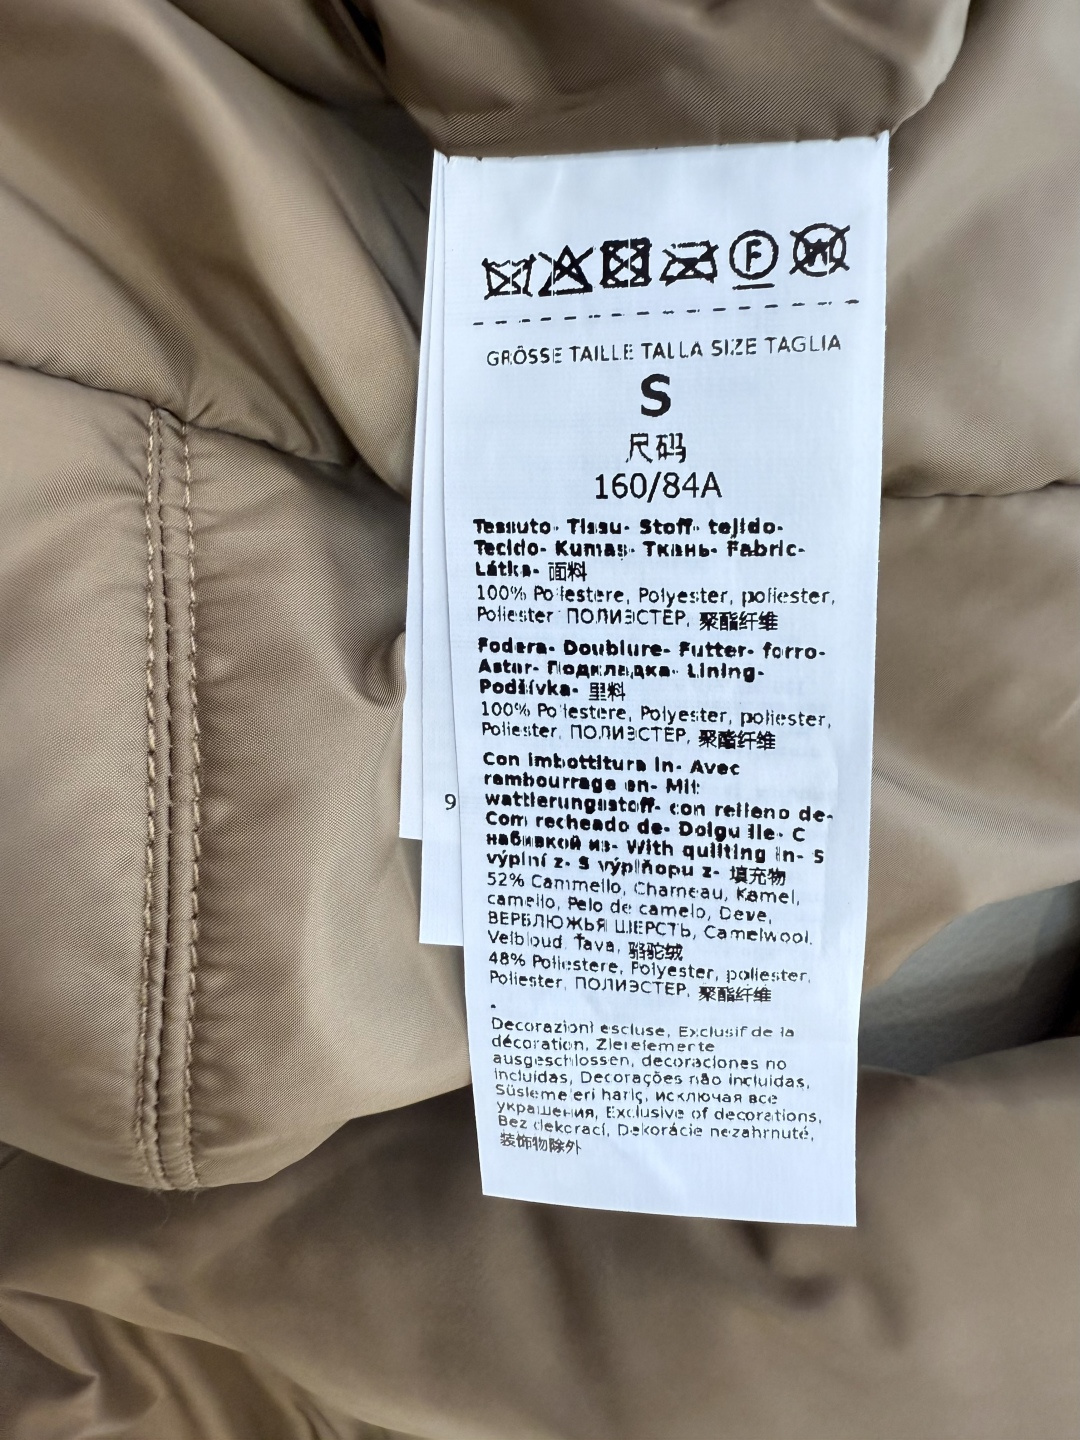 F
W
GRÖSSE TAILLE TALLA SIZE TAGLIA
S
尺码
160/84A
Tessuto- Tissu- Stoff- tejido-
Tecido- Kumaş- Ткань- Fabric-
Látka- 面料
100% Poliestere, Polyester, poliester,
Poliester ПОЛИЭСТЕР, 聚酯纤维
Fodera- Doublure- Futter- forro-
Astar- Подкладка- Lining-
Podšívka- 里料
100% Poliestere, Polyester, poliester,
Poliester, ПОЛИЭСТЕР, 聚酯纤维
Con imbottitura in- Avec
rembourrage en- Mit
wattierungsstoff- con relleno de-
Com recheado de- Dolgu ile- С
набивкой из- With quilting in- S
výplní z- S výplňopu z- 填充物
52% Cammello, Chameau, Kamel,
camello, Pelo de camelo, Deve,
ВЕРБЛЮЖЬЯ ШЕРСТЬ, Camelwool,
Velbloud, Ťava, 骆驼绒
48% Poliestere, Polyester, poliester,
Poliester, ПОЛИЭСТЕР, 聚酯纤维
-
Decorazioni escluse, Exclusif de la
décoration, Zierelemente
ausgeschlossen, decoraciones no
incluidas, Decorações não incluidas,
Süslemeleri hariç, исключая все
украшения, Exclusive of decorations,
Bez dekorací, Dekorácie nezahrnuté,
装饰物除外
9